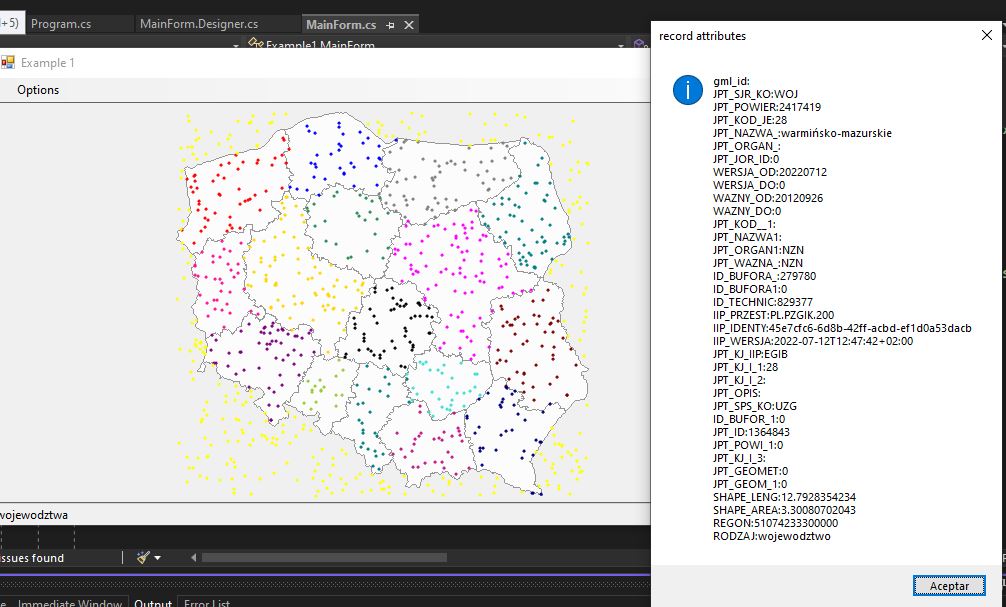 l+5)
Program.cs
MainForm.Designer.cs
MainForm.cs
Example1.MainForm
Example 1
Options
wojewodztwa
issues found
Immediate Window
Output
Error List
record attributes
gml_id:
JPT_SJR_KO:WOJ
JPT_POWIER:2417419
JPT_KOD_JE:28
JPT_NAZWA_:warmińsko-mazurskie
JPT_ORGAN_:
JPT_JOR_ID:0
WERSJA_OD:20220712
WERSJA_DO:0
WAZNY_OD:20120926
WAZNY_DO:0
JPT_KOD__1:
JPT_NAZWA1:
JPT_ORGAN1:NZN
JPT_WAZNA_:NZN
ID_BUFORA_:279780
ID_BUFORA1:0
ID_TECHNIC:829377
IIP_PRZEST:PL.PZGIK.200
IIP_IDENTY:45e7cfc6-6d8b-42ff-acbd-ef1d0a53dacb
IIP_WERSJA:2022-07-12T12:47:42+02:00
JPT_KJ_IIP:EGIB
JPT_KJ_I_1:28
JPT_KJ_I_2:
JPT_OPIS:
JPT_SPS_KO:UZG
ID_BUFOR_1:0
JPT_ID:1364843
JPT_POWI_1:0
JPT_KJ_I_3:
JPT_GEOMET:0
JPT_GEOM_1:0
SHAPE_LENG:12.7928354234
SHAPE_AREA:3.30080702043
REGON:51074233300000
RODZAJ:wojewodztwo
Aceptar